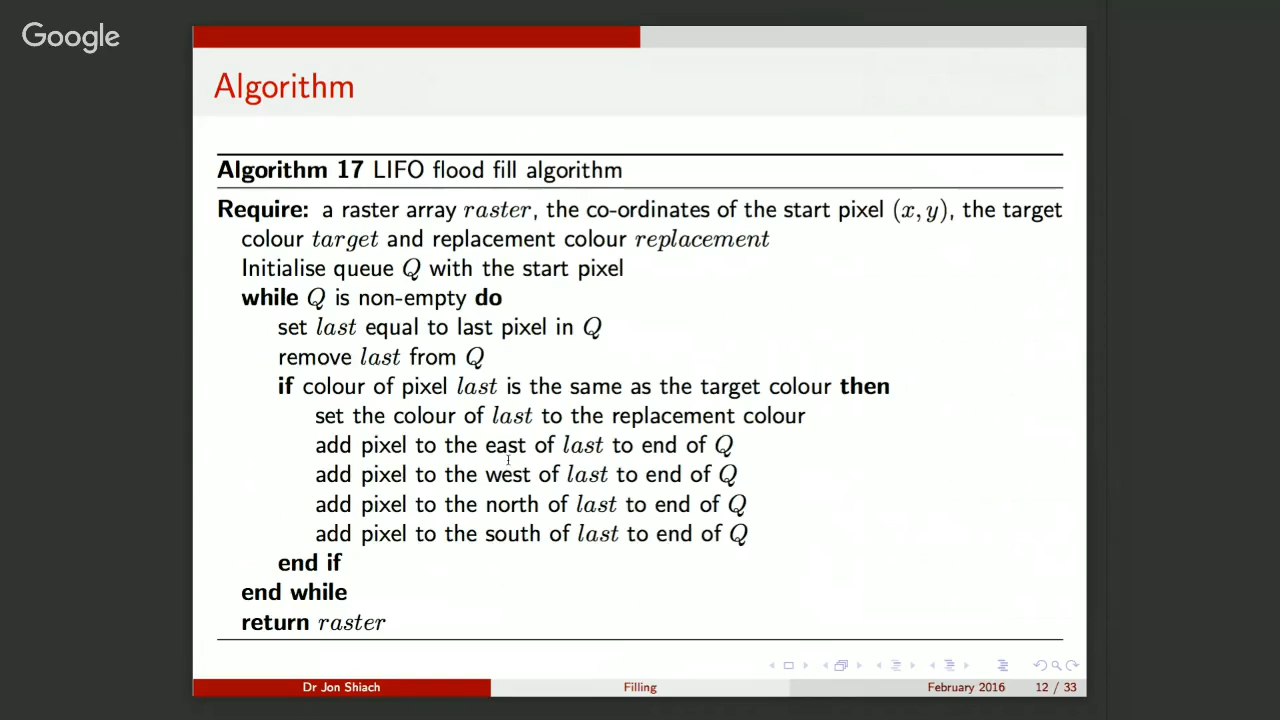 Google
Algorithm
Algorithm 17 LIFO flood fill algorithm
Require: a raster array raster, the co-ordinates of the start pixel (x, y), the target
colour target and replacement colour replacement
Initialise queue Q with the start pixel
while Q is non-empty do
set last equal to last pixel in Q
remove last from Q
if colour of pixel last is the same as the target colour then
set the colour of last to the replacement colour
add pixel to the east of last to end of Q
add pixel to the west of last to end of Q
add pixel to the north of last to end of Q
add pixel to the south of last to end of Q
end if
end while
return raster
Dr Jon Shiach Filling February 2016 12 / 33